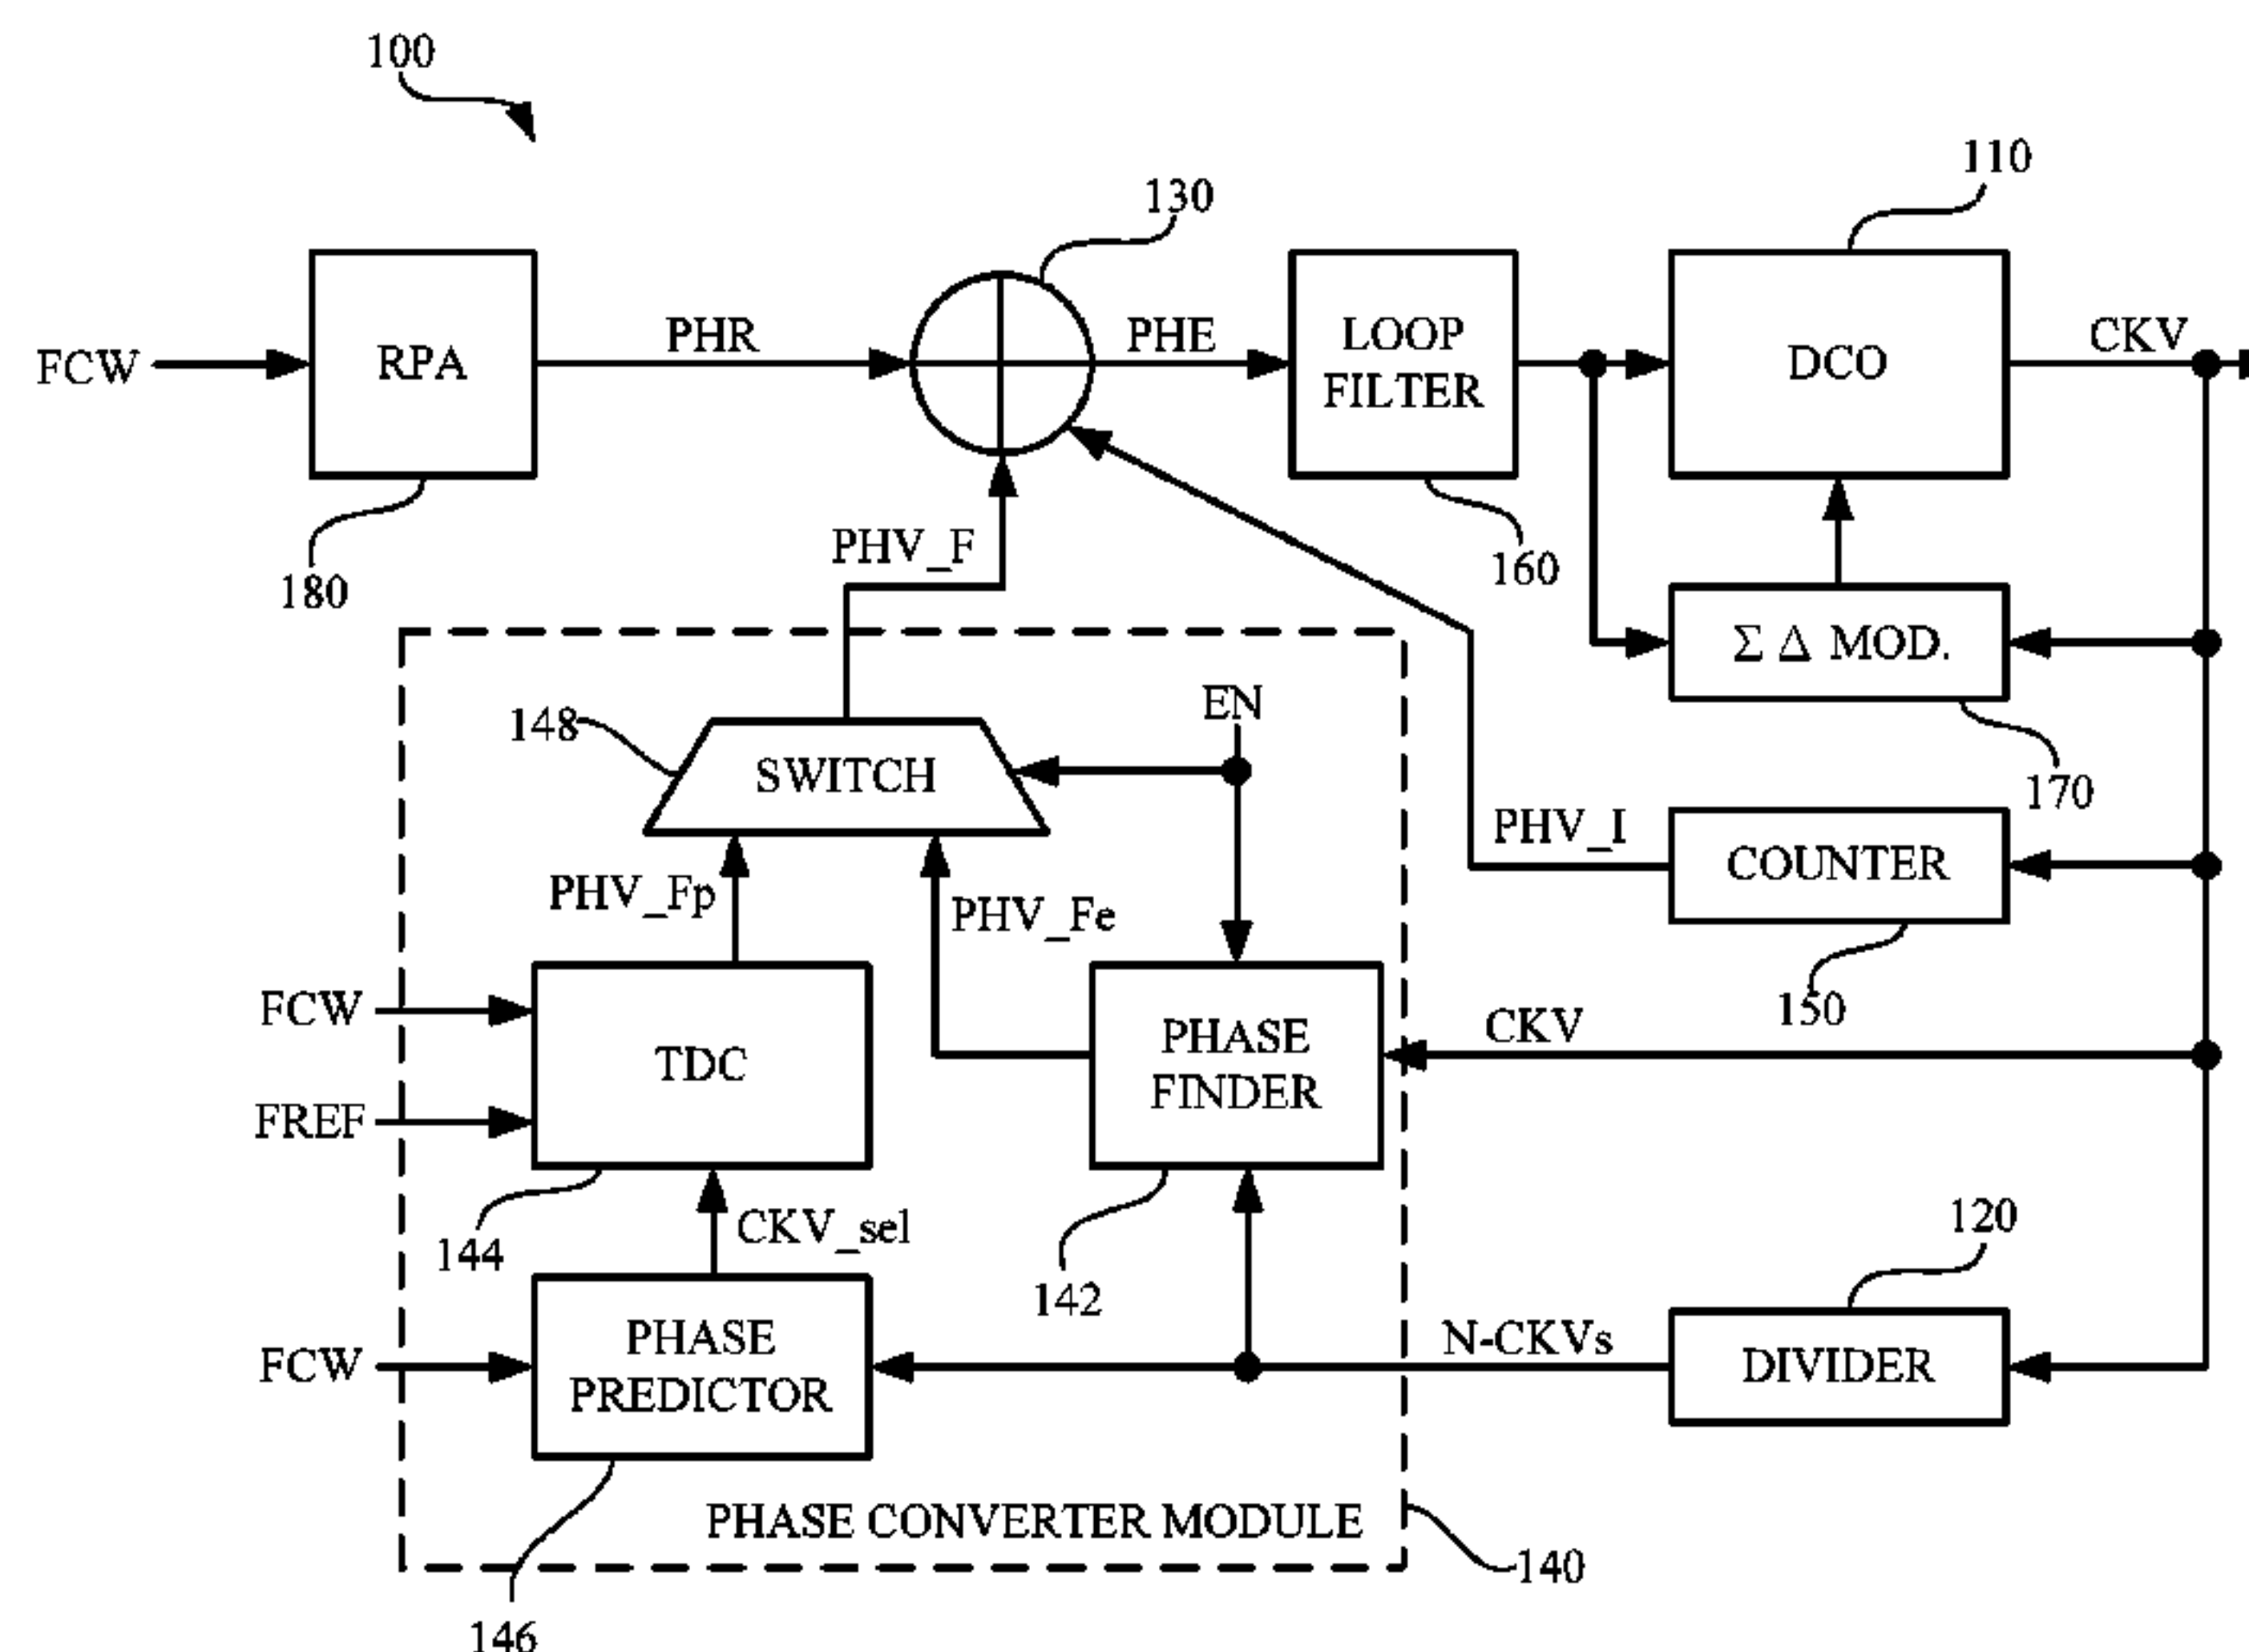 100
110
130
FCW
RPA
PHR
PHE
LOOP
FILTER
DCO
CKV
180
PHV_F
160
Σ Δ MOD.
170
148
SWITCH
EN
PHV_I
COUNTER
150
PHV_Fp
PHV_Fe
FCW
FREF
TDC
PHASE
FINDER
CKV
144
CKV_sel
142
120
FCW
PHASE
PREDICTOR
N-CKVs
DIVIDER
PHASE CONVERTER MODULE
140
146